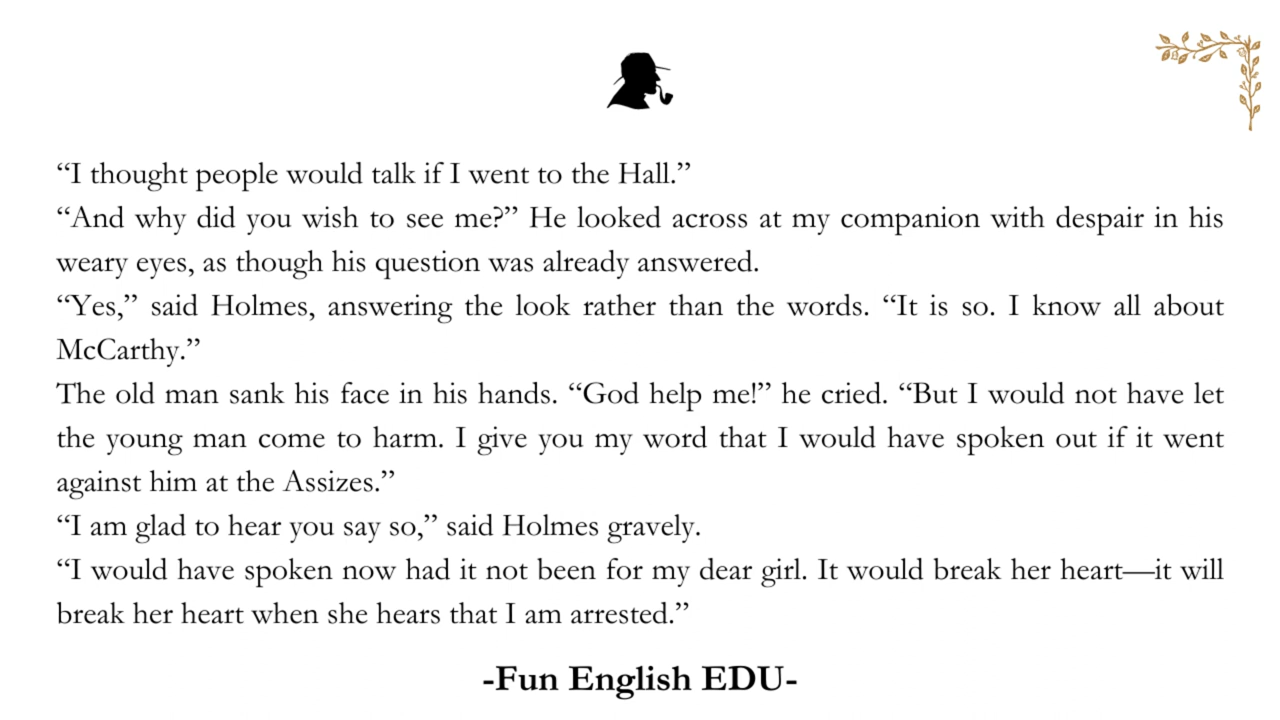 “I thought people would talk if I went to the Hall.”
“And why did you wish to see me?” He looked across at my companion with despair in his
weary eyes, as though his question was already answered.
“Yes,” said Holmes, answering the look rather than the words. “It is so. I know all about
McCarthy.”
The old man sank his face in his hands. “God help me!” he cried. “But I would not have let
the young man come to harm. I give you my word that I would have spoken out if it went
against him at the Assizes.”
“I am glad to hear you say so,” said Holmes gravely.
“I would have spoken now had it not been for my dear girl. It would break her heart—it will
break her heart when she hears that I am arrested.”
-Fun English EDU-